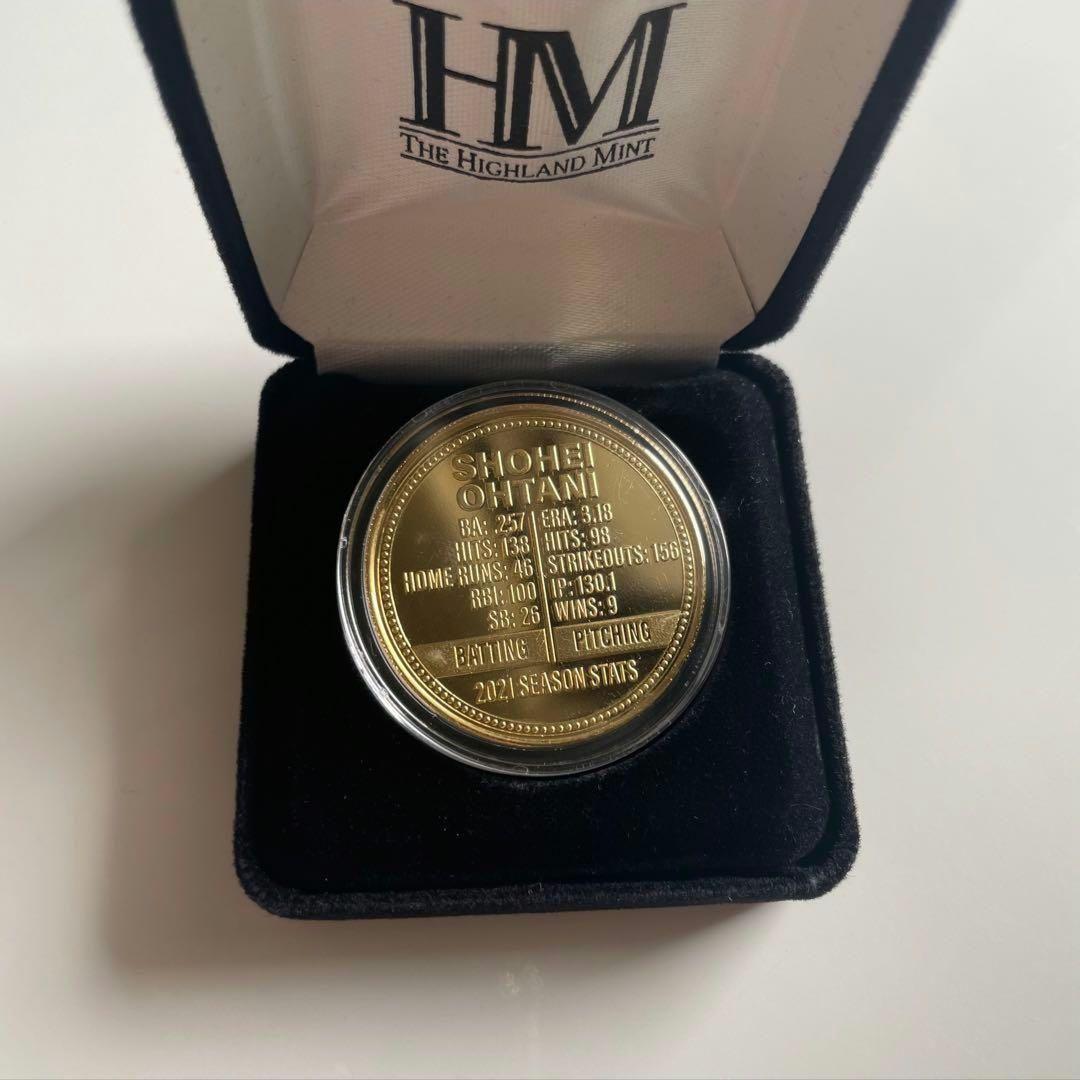 HM
THE HIGHLAND MINT
SHOHEI
OHTANI
BA: .257
HITS: 138
HOME RUNS: 46
RBI: 100
SB: 26
BATTING
ERA: 3.18
HITS: 98
STRIKEOUTS: 156
IP: 130.1
WINS: 9
PITCHING
2021 SEASON STATS